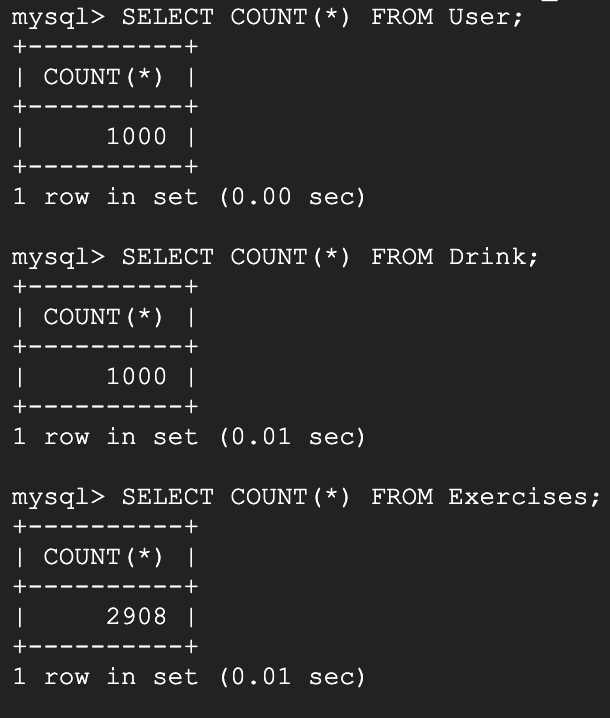 mysql> SELECT COUNT(*) FROM User;
+----------+
| COUNT(*) |
+----------+
|     1000 |
+----------+
1 row in set (0.00 sec)

mysql> SELECT COUNT(*) FROM Drink;
+----------+
| COUNT(*) |
+----------+
|     1000 |
+----------+
1 row in set (0.01 sec)

mysql> SELECT COUNT(*) FROM Exercises;
+----------+
| COUNT(*) |
+----------+
|     2908 |
+----------+
1 row in set (0.01 sec)